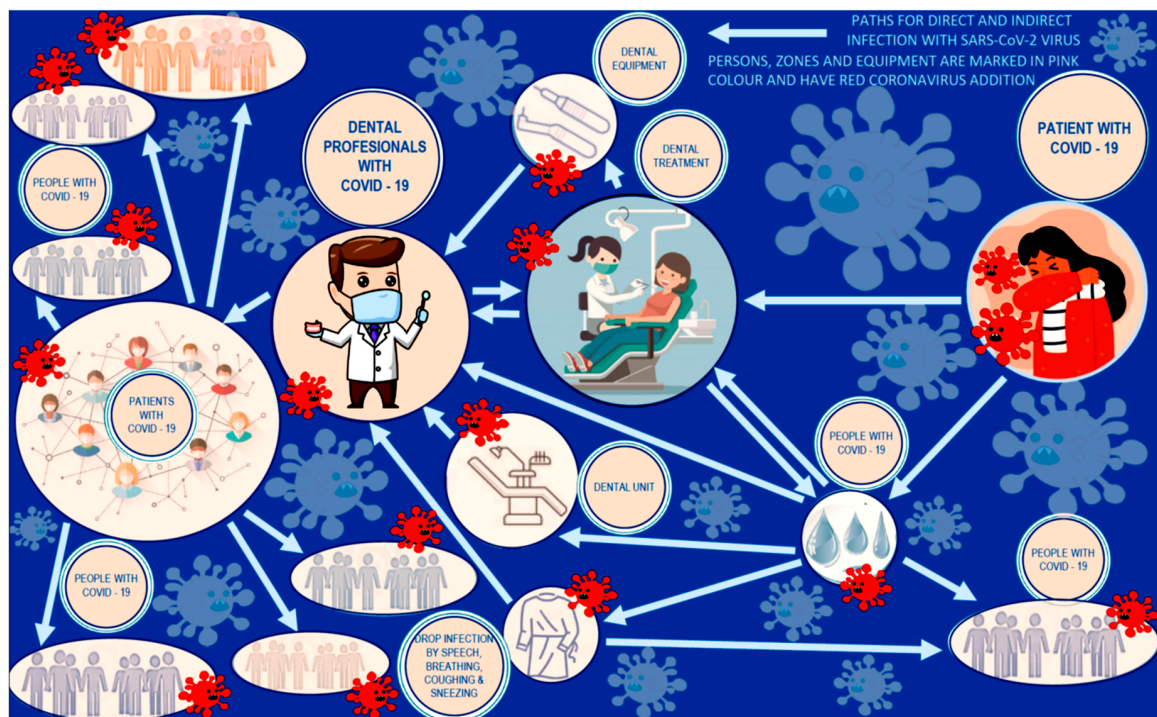 PATHS FOR DIRECT AND INDIRECT
INFECTION WITH SARS-CoV-2 VIRUS
PERSONS, ZONES AND EQUIPMENT ARE MARKED IN PINK
COLOUR AND HAVE RED CORONAVIRUS ADDITION
DENTAL
EQUIPMENT
DENTAL
PROFESIONALS
WITH
COVID - 19
DENTAL
TREATMENT
PATIENT WITH
COVID - 19
PEOPLE WITH
COVID - 19
PATIENTS
WITH
COVID - 19
PEOPLE WITH
COVID - 19
DENTAL UNIT
PEOPLE WITH
COVID - 19
PEOPLE WITH
COVID - 19
DROP INFECTION
BY SPEECH,
BREATHING,
COUGHING &
SNEEZING